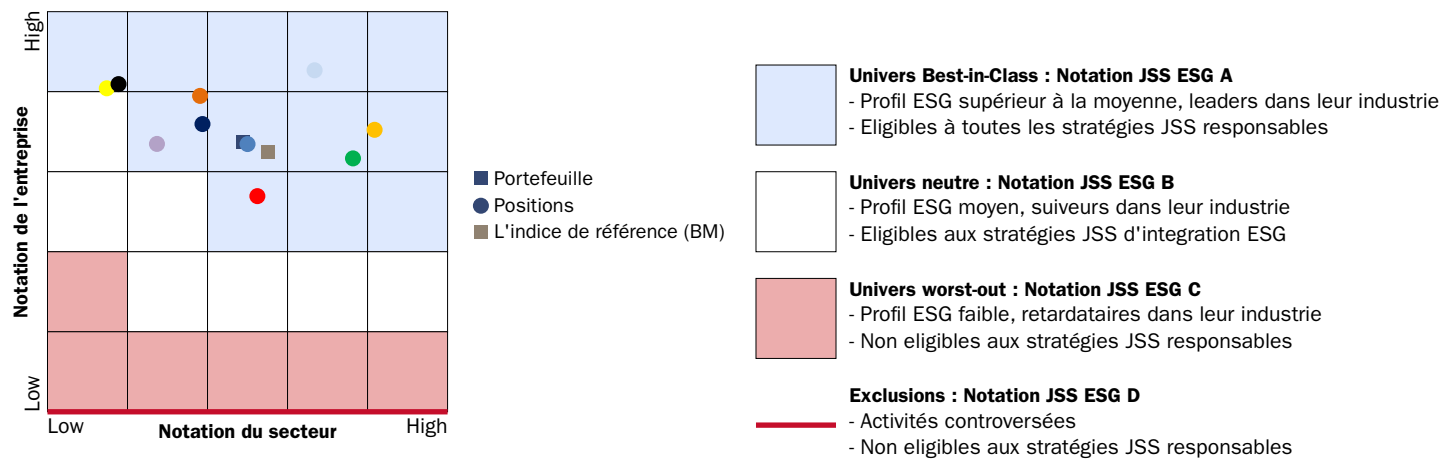 High
Notation de l'entreprise
Low
Low
Notation du secteur
High
Portefeuille
Positions
L'indice de référence (BM)
Univers Best-in-Class : Notation JSS ESG A
- Profil ESG supérieur à la moyenne, leaders dans leur industrie
- Eligibles à toutes les stratégies JSS responsables
Univers neutre : Notation JSS ESG B
- Profil ESG moyen, suiveurs dans leur industrie
- Eligibles aux stratégies JSS d'integration ESG
Univers worst-out : Notation JSS ESG C
- Profil ESG faible, retardataires dans leur industrie
- Non eligibles aux stratégies JSS responsables
Exclusions : Notation JSS ESG D
- Activités controversées
- Non eligibles aux stratégies JSS responsables